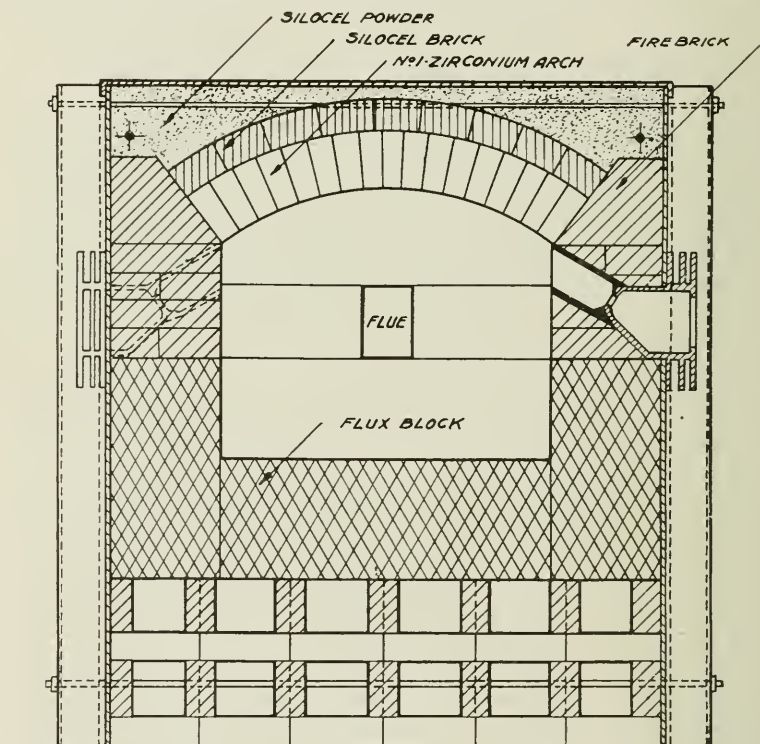 SILOCEL POWDER
SILOCEL BRICK
Nº1-ZIRCONIUM ARCH
FIRE BRICK
FLUE
FLUX BLOCK